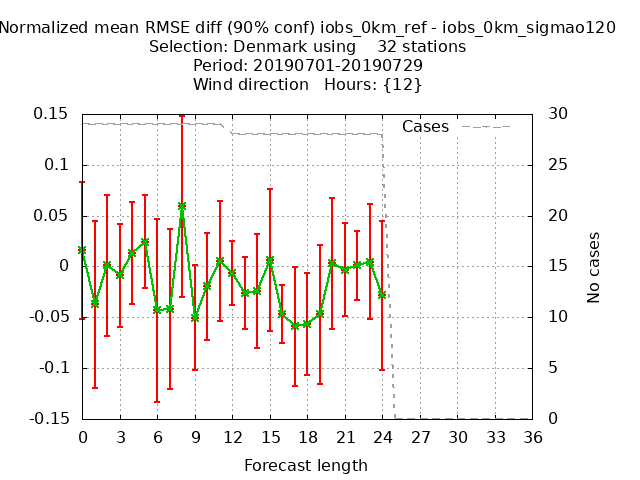 Normalized mean RMSE diff (90% conf) iobs_0km_ref - iobs_0km_sigmao120
Selection: Denmark using    32 stations
Period: 20190701-20190729
Wind direction   Hours: {12}
0.15
0.1
0.05
0
-0.05
-0.1
-0.15
Cases
30
25
20
15
10
5
0
No cases
0 3 6 9 12 15 18 21 24 27 30 33 36
Forecast length